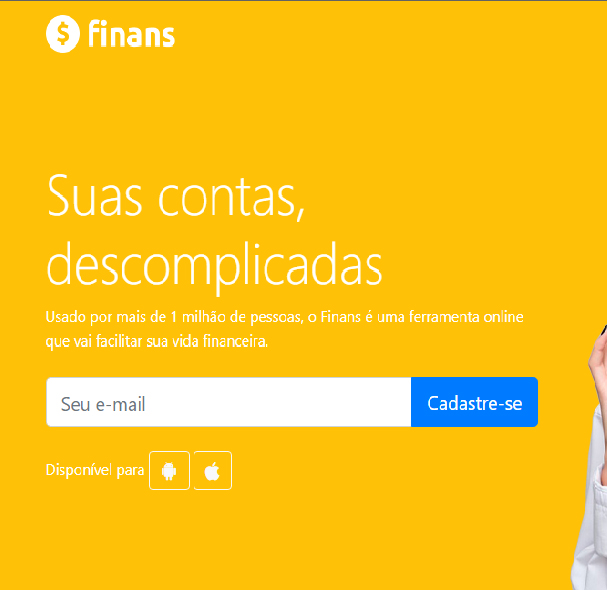 $ finans
Suas contas,
descomplicadas
Usado por mais de 1 milhão de pessoas, o Finans é uma ferramenta online
que vai facilitar sua vida financeira.
Seu e-mail Cadastre-se
Disponível para